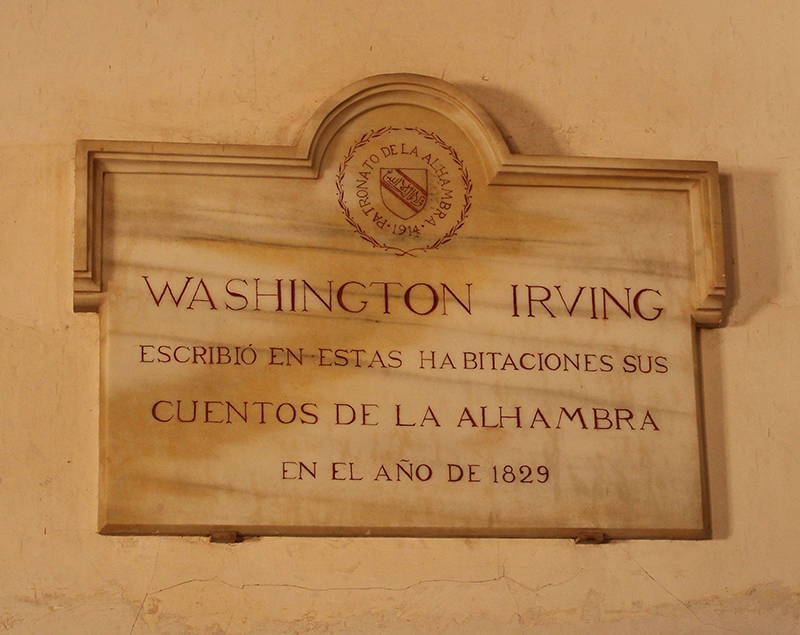 PATRONATO DE LA ALHAMBRA
· 1914 ·
WASHINGTON IRVING
ESCRIBIÓ EN ESTAS HABITACIONES SUS
CUENTOS DE LA ALHAMBRA
EN EL AÑO DE 1829